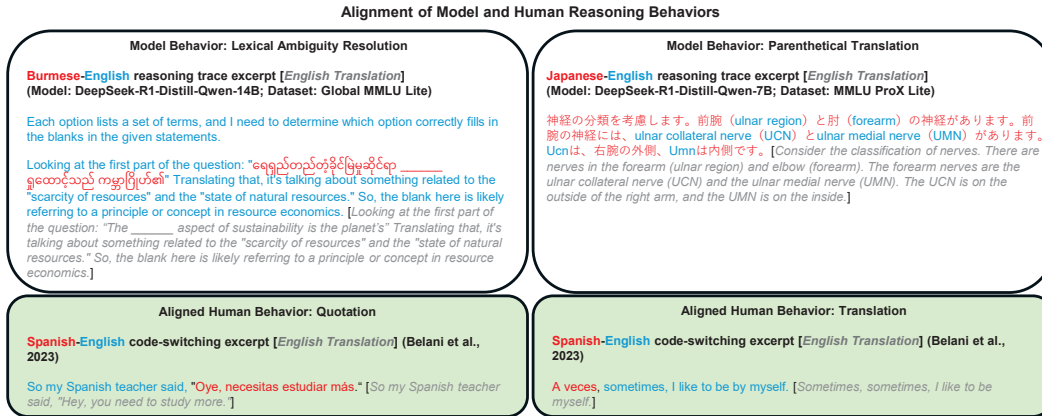 Alignment of Model and Human Reasoning Behaviors
Model Behavior: Lexical Ambiguity Resolution
Burmese-English reasoning trace excerpt [English Translation]
(Model: DeepSeek-R1-Distill-Qwen-14B; Dataset: Global MMLU Lite)
Each option lists a set of terms, and I need to determine which option correctly fills in
the blanks in the given statements.
Looking at the first part of the question: "ရေရှည်တည်တံ့ခိုင်မြဲမှုဆိုင်ရာ ______
ရှုထောင့်သည် ကမ္ဘာဂြိုဟ်၏" Translating that, it's talking about something related to the
"scarcity of resources" and the "state of natural resources." So, the blank here is likely
referring to a principle or concept in resource economics. [Looking at the first part of
the question: "The ______ aspect of sustainability is the planet's" Translating that, it's
talking about something related to the "scarcity of resources" and the "state of natural
resources." So, the blank here is likely referring to a principle or concept in resource
economics.]
Model Behavior: Parenthetical Translation
Japanese-English reasoning trace excerpt [English Translation]
(Model: DeepSeek-R1-Distill-Qwen-7B; Dataset: MMLU ProX Lite)
神経の分類を考慮します。前腕（ulnar region）と肘（forearm）の神経があります。前
腕の神経には、ulnar collateral nerve（UCN）とulnar medial nerve（UMN）があります。
Ucnは、右腕の外側、Umnは内側です。[Consider the classification of nerves. There are
nerves in the forearm (ulnar region) and elbow (forearm). The forearm nerves are the
ulnar collateral nerve (UCN) and the ulnar medial nerve (UMN). The UCN is on the
outside of the right arm, and the UMN is on the inside.]
Aligned Human Behavior: Quotation
Spanish-English code-switching excerpt [English Translation] (Belani et al.,
2023)
So my Spanish teacher said, "Oye, necesitas estudiar más.“ [So my Spanish teacher
said, "Hey, you need to study more."]
Aligned Human Behavior: Translation
Spanish-English code-switching excerpt [English Translation] (Belani et al.,
2023)
A veces, sometimes, I like to be by myself. [Sometimes, sometimes, I like to be
myself.]